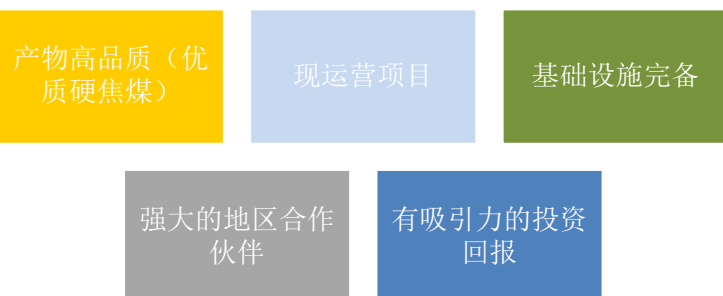 产物高品质（优
质硬焦煤）
现运营项目
基础设施完备
强大的地区合作
伙伴
有吸引力的投资
回报